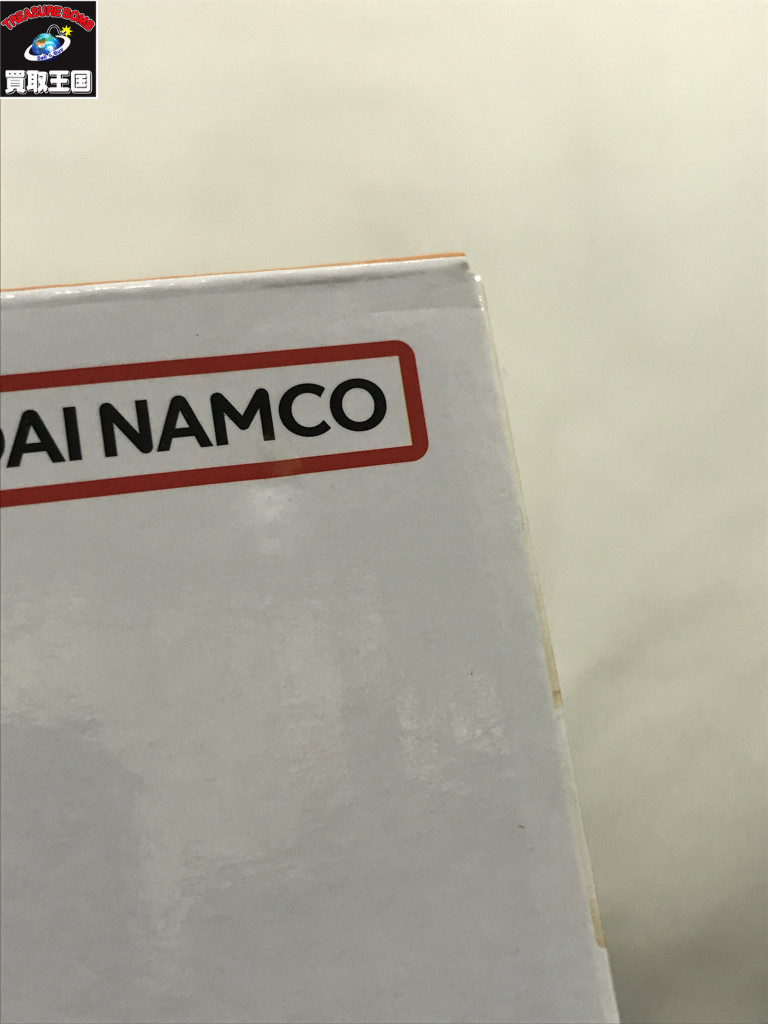 TREASURE BOMB
買取王国
DAI NAMCO